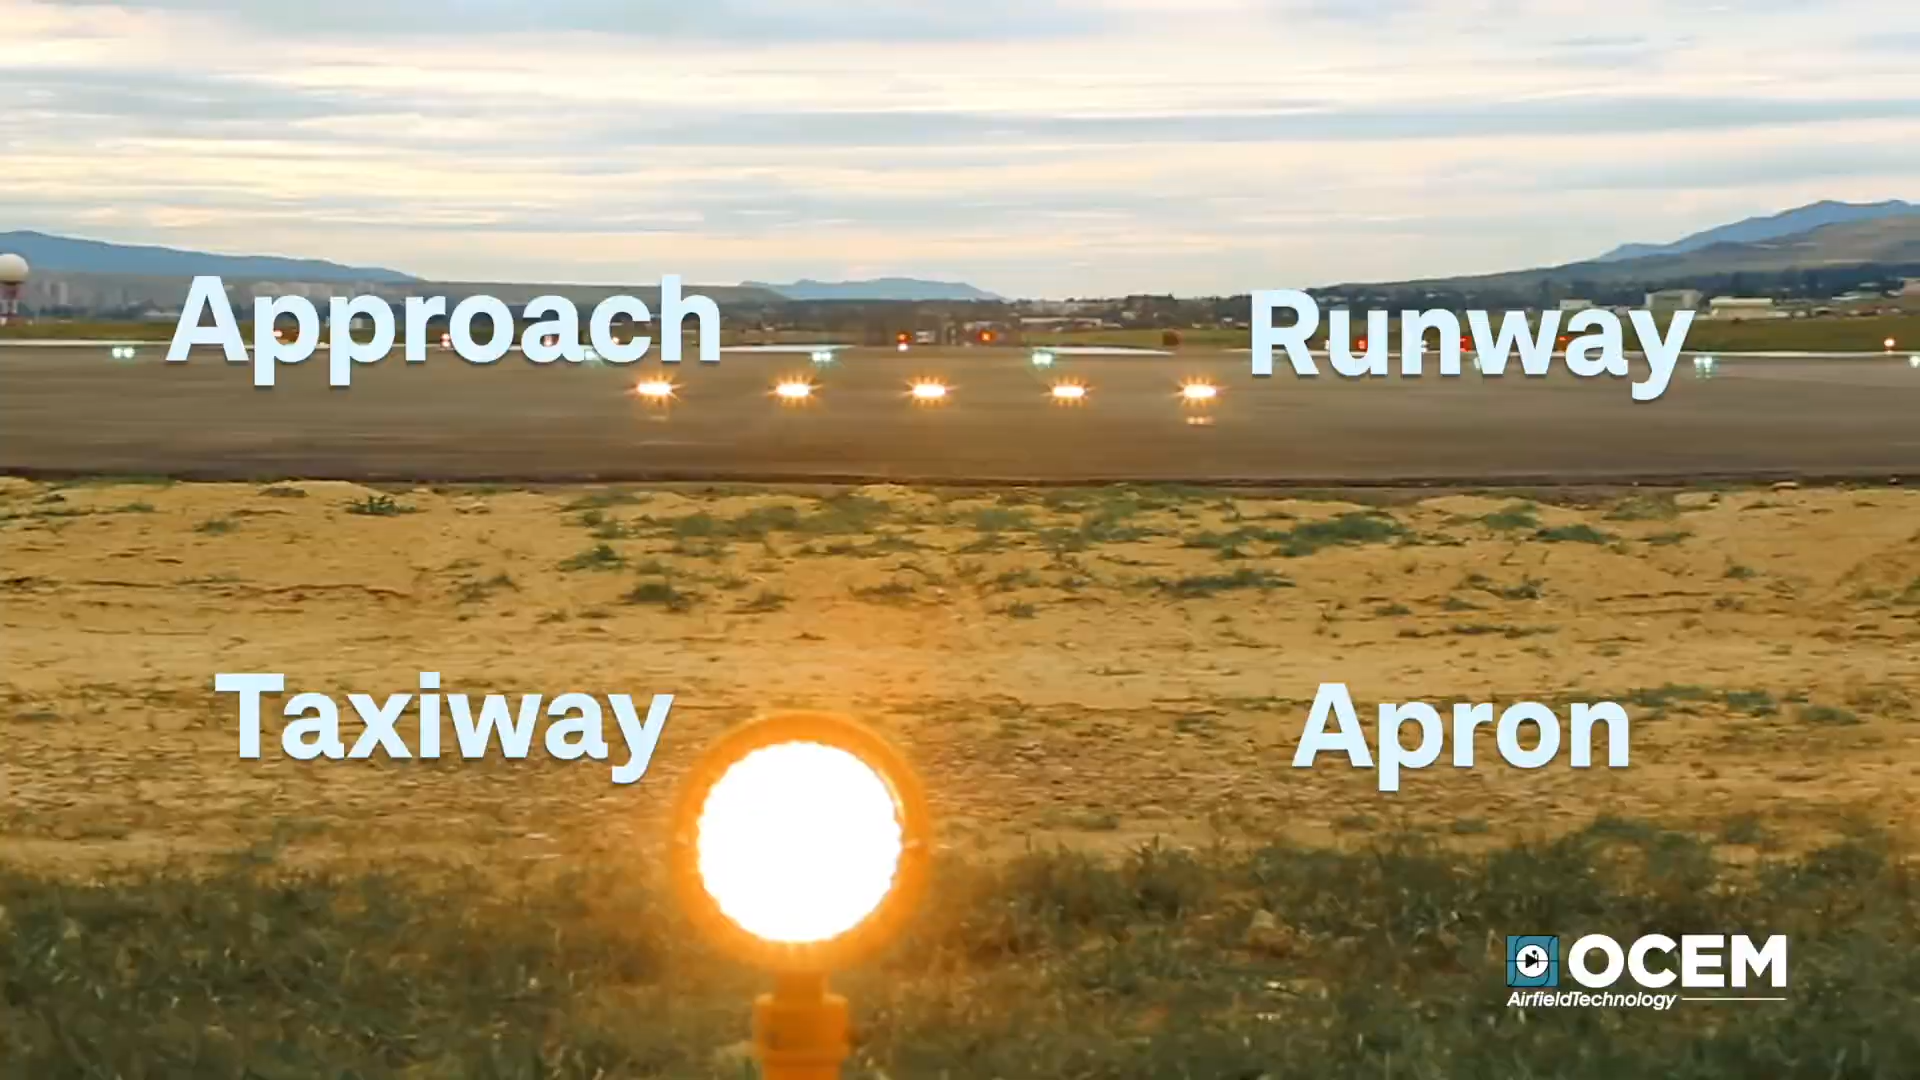 Approach
Runway
Taxiway
Apron
OCEM
AirfieldTechnology